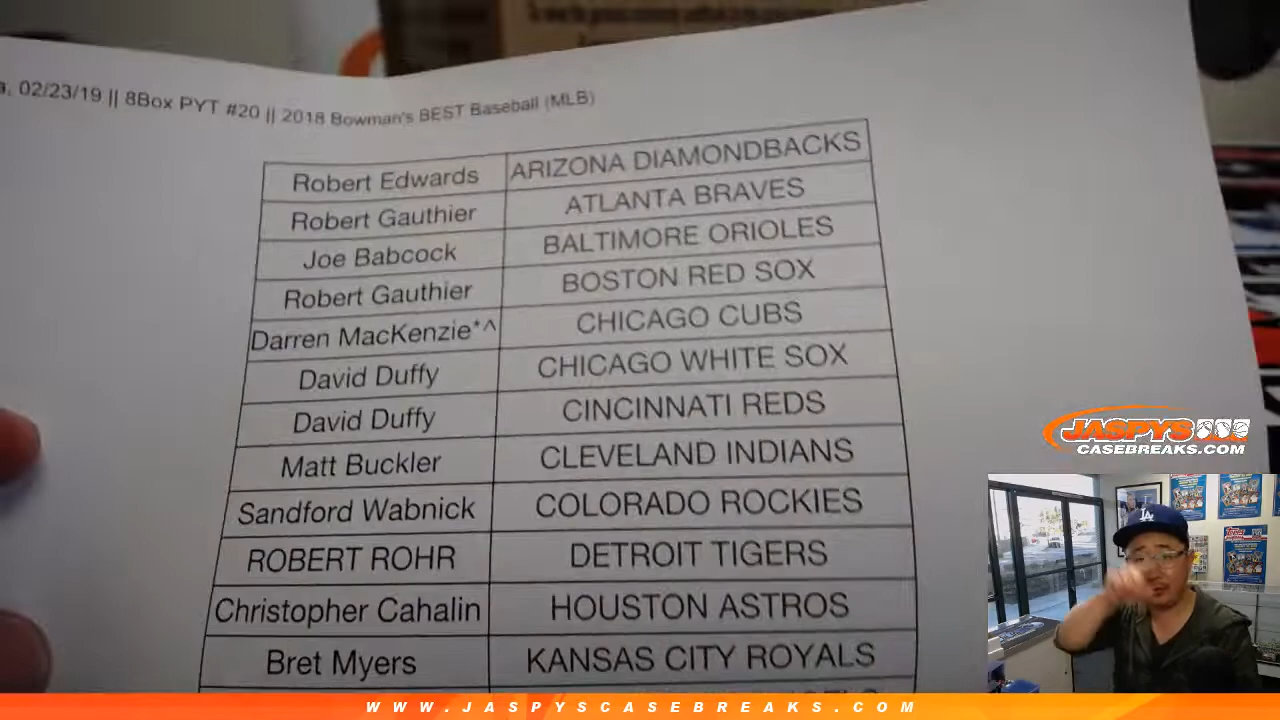 02/23/19 || 8Box PYT #20 || 2018 Bowman's BEST Baseball (MLB)
Robert Edwards ARIZONA DIAMONDBACKS
Robert Gauthier ATLANTA BRAVES
Joe Babcock BALTIMORE ORIOLES
Robert Gauthier BOSTON RED SOX
Darren MacKenzie*^ CHICAGO CUBS
David Duffy CHICAGO WHITE SOX
David Duffy CINCINNATI REDS
Matt Buckler CLEVELAND INDIANS
Sandford Wabnick COLORADO ROCKIES
ROBERT ROHR DETROIT TIGERS
Christopher Cahalin HOUSTON ASTROS
Bret Myers KANSAS CITY ROYALS
JASPYS
CASEBREAKS.COM
LA
WWW.JASPYSCASEBREAKS.COM